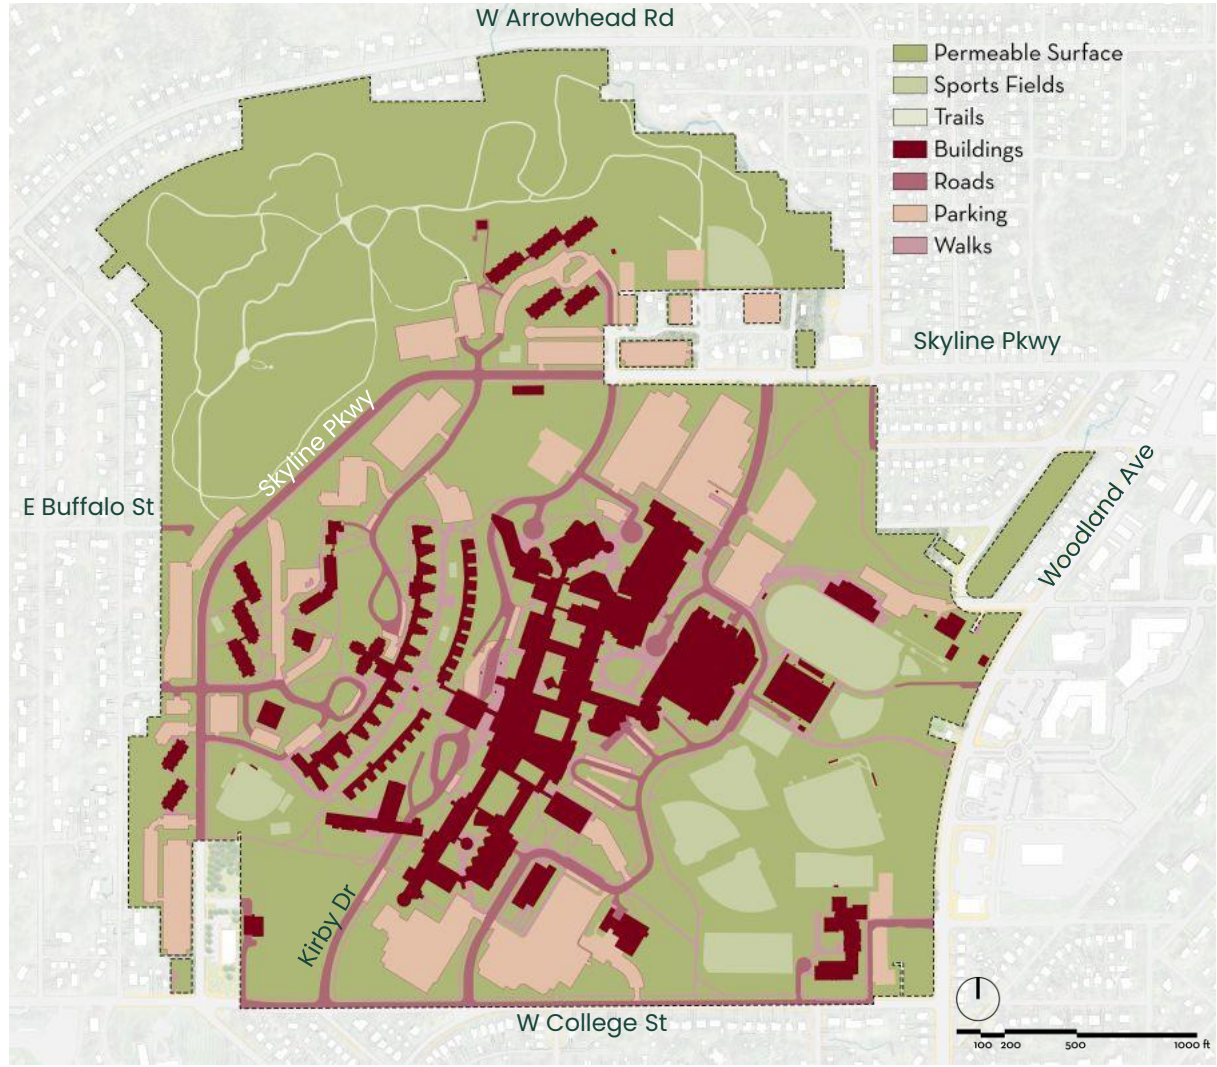 W Arrowhead Rd
Permeable Surface
Sports Fields
Trails
Buildings
Roads
Parking
Walks
Skyline Pkwy
Skyline Pkwy
E Buffalo St
Woodland Ave
Kirby Dr
W College St
100 200 500 1000 ft